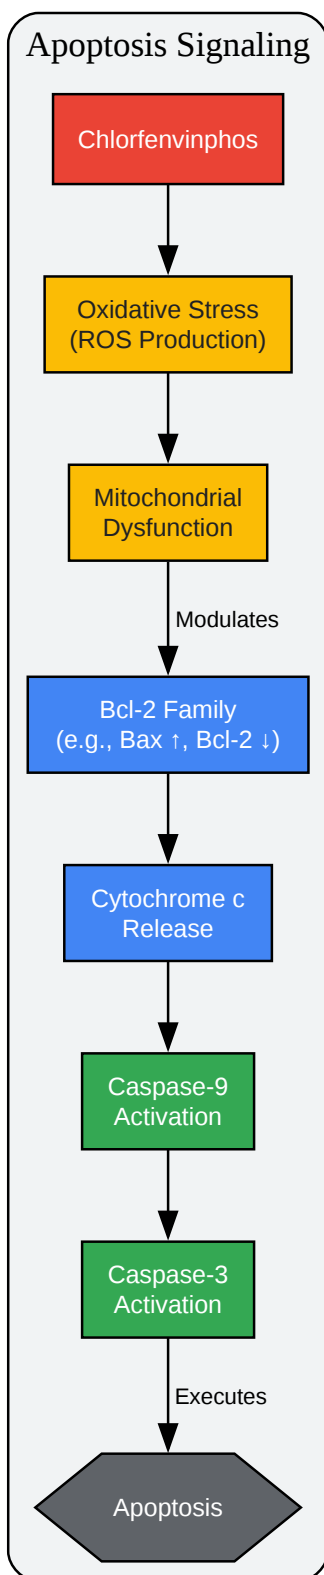 Apoptosis Signaling
Chlorfenvinphos
Oxidative Stress
(ROS Production)
Mitochondrial
Dysfunction
Modulates
Bcl-2 Family
(e.g., Bax ↑, Bcl-2 ↓)
Cytochrome c
Release
Caspase-9
Activation
Caspase-3
Activation
Executes
Apoptosis